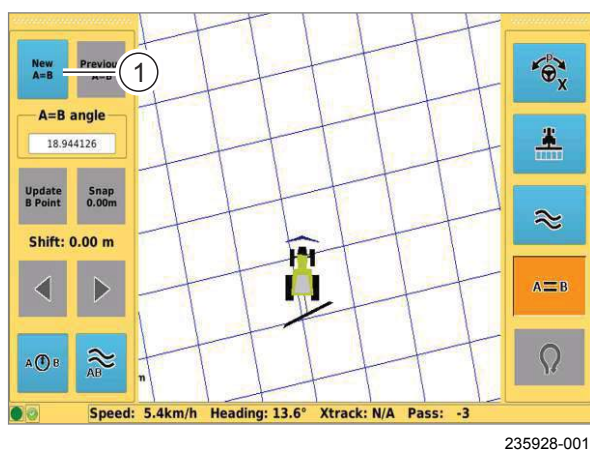 New
A=B
Previous
A=B
1
A=B angle
18.944126
Update
B Point
Snap
0.00m
Shift: 0.00 m
A B
AB
P
X
A B
m
Speed: 5.4km/h Heading: 13.6° Xtrack: N/A Pass: -3
235928-001